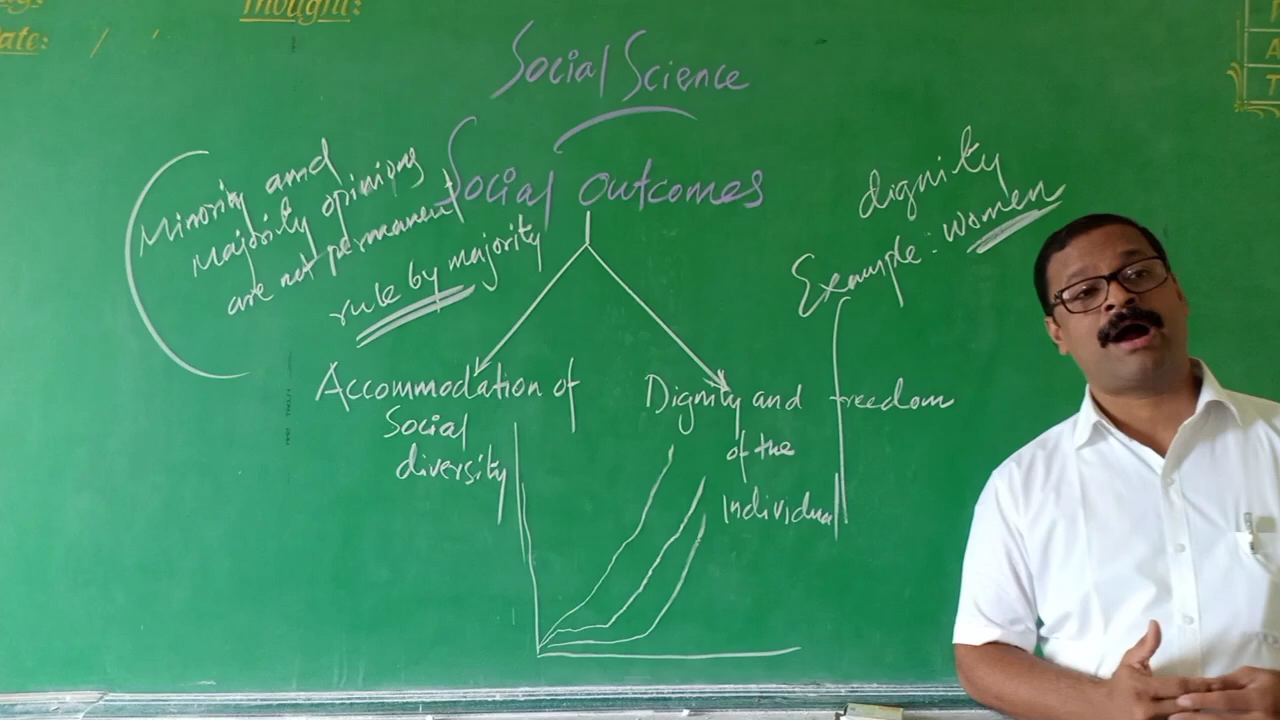 Thought:
Date: / /
Social Science
Social outcomes
Minority and
Majority opinions
are not permanent
rule by majority
dignity
Example: women
Accommodation of
Social
diversity
Dignity and freedom
of the
Individual